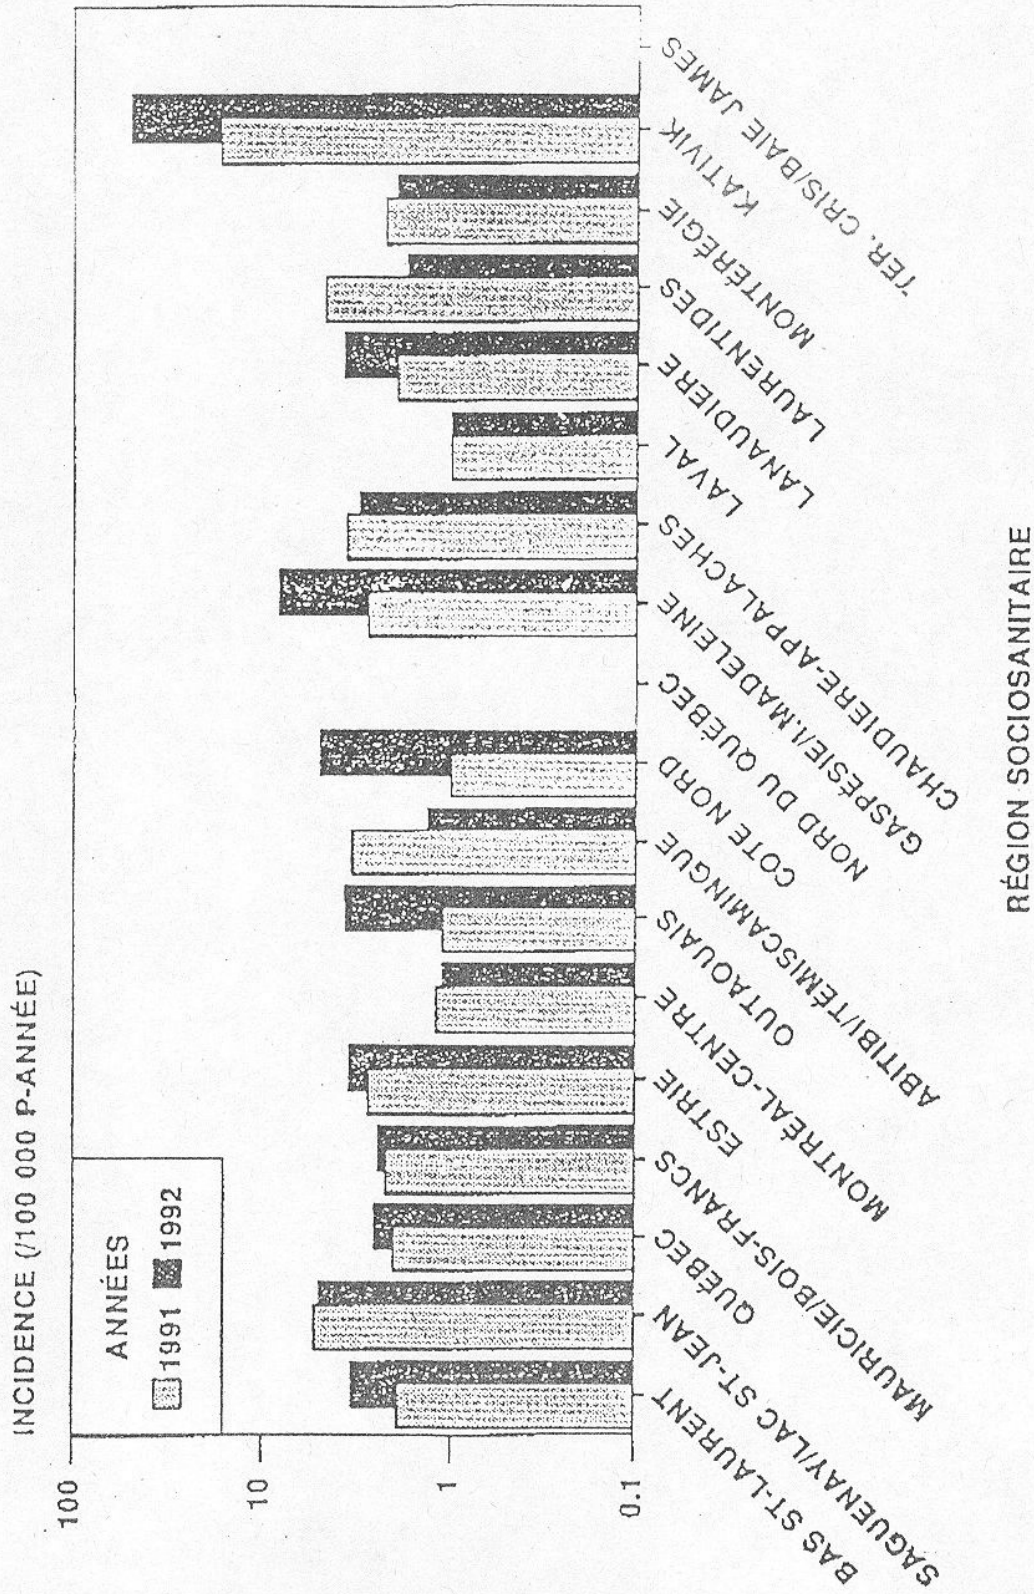 INCIDENCE (/100 000 P-ANNÉE)
100
10
1
0.1
ANNÉES
1991 1992
BAS ST-LAURENT
SAGUENAY/LAC ST-JEAN
QUÉBEC
MAURICIE/BOIS-FRANCS
ESTRIE
MONTRÉAL-CENTRE
OUTAOUAIS
ABITIBI/TÉMISCAMINGUE
COTE NORD
NORD DU QUÉBEC
GASPÉSIE/I.MADELEINE
CHAUDIERE-APPALACHES
LAVAL
LANAUDIERE
LAURENTIDES
MONTÉRÉGIE
KATIVIK
TER. CRIS/BAIE JAMES
RÉGION SOCIOSANITAIRE